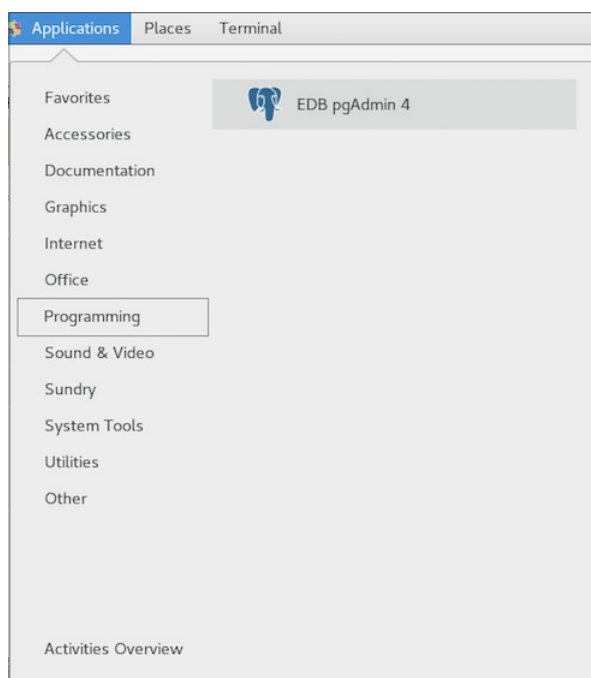 Applications Places Terminal
Favorites
EDB pgAdmin 4
Accessories
Documentation
Graphics
Internet
Office
Programming
Sound & Video
Sundry
System Tools
Utilities
Other
Activities Overview